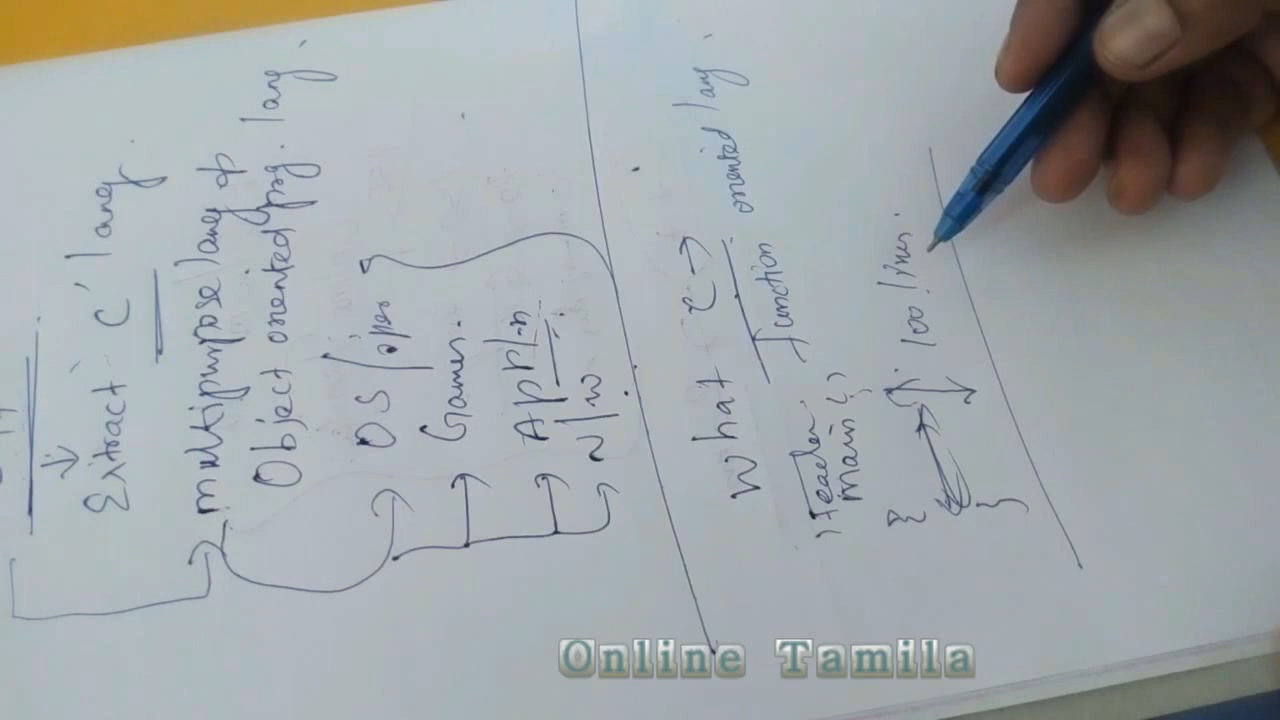 Extract C' lang
multipurpose lang of
Object oriented prg. lang.
OS
Games.
Appl-n
N/w
What C →
function oriented lang
Header.
main()
{
100 lines.
}
Online Tamila